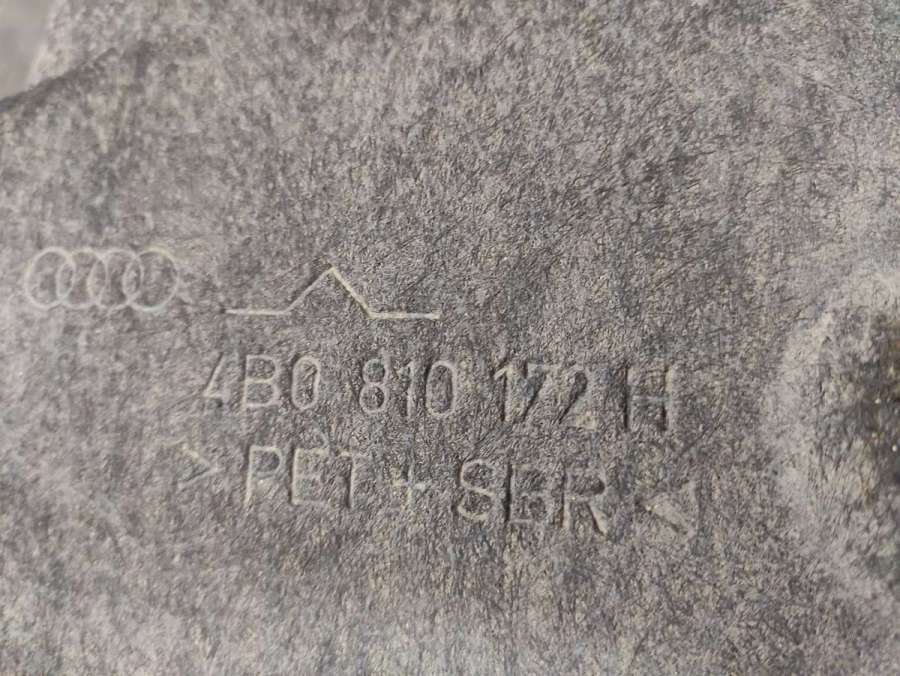 4B0 810 172 H
>PET+SBR<